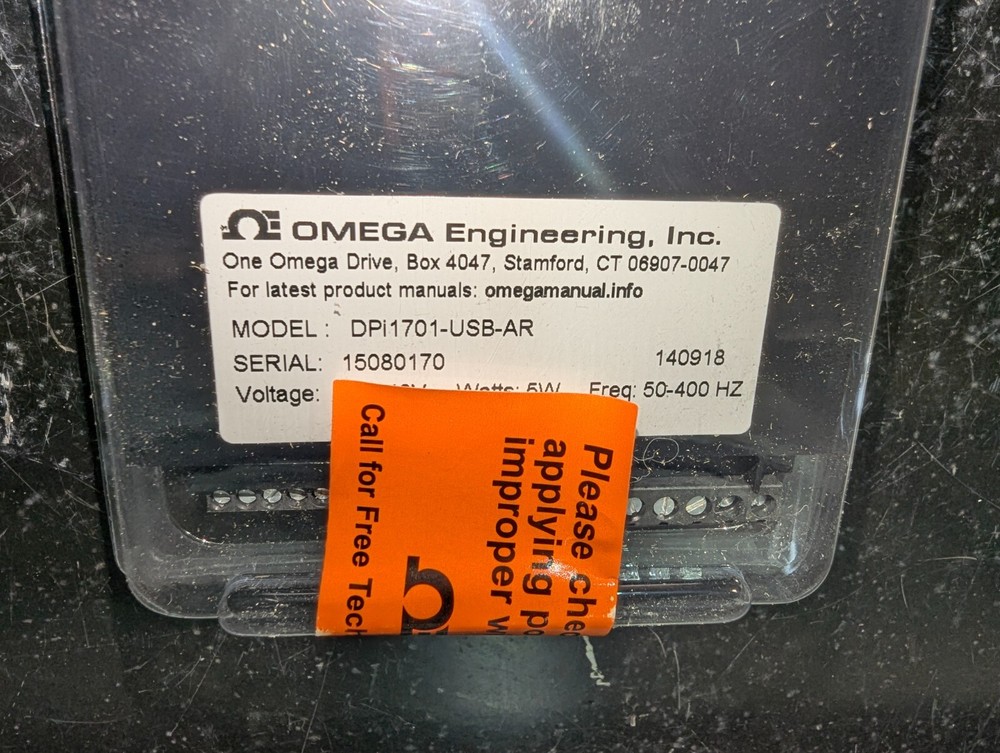 OMEGA Engineering, Inc.
One Omega Drive, Box 4047, Stamford, CT 06907-0047
For latest product manuals: omegamanual.info
MODEL : DPi1701-USB-AR
SERIAL: 15080170 140918
Voltage: Watts: 5W Freq: 50-400 HZ
Please
applying
improper
Call for Free